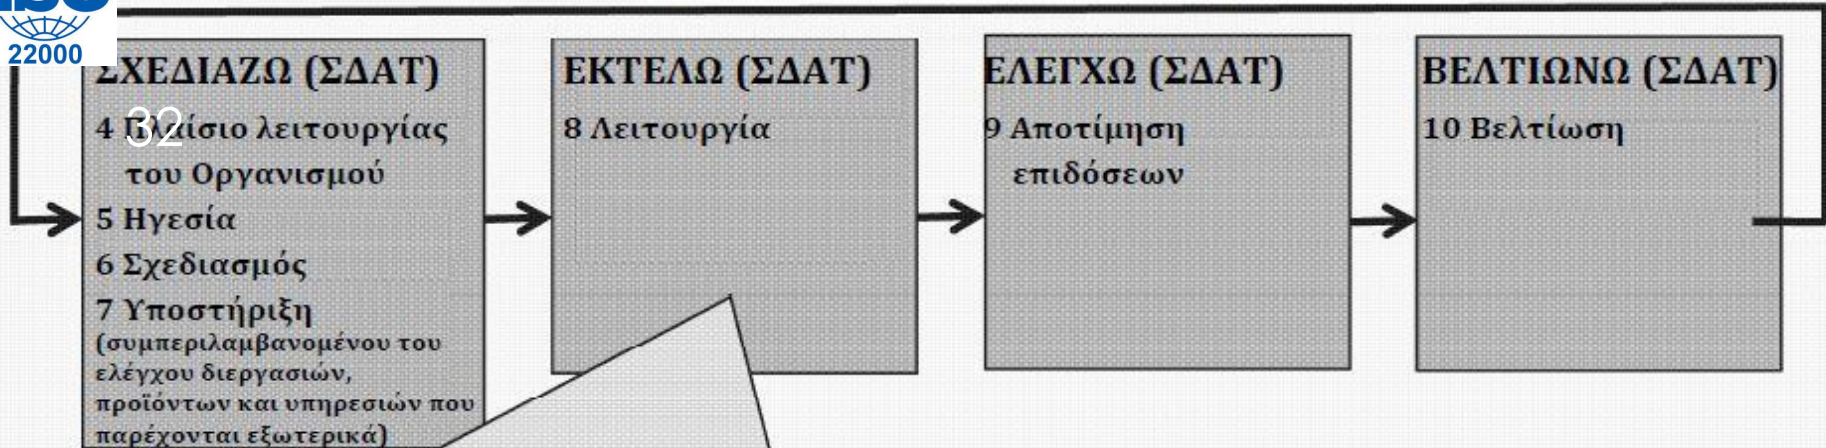 22000
ΣΧΕΔΙΑΖΩ (ΣΔΑΤ)
32
4 Πλαίσιο λειτουργίας
του Οργανισμού
5 Ηγεσία
6 Σχεδιασμός
7 Υποστήριξη
(συμπεριλαμβανομένου του
ελέγχου διεργασιών,
προϊόντων και υπηρεσιών που
παρέχονται εξωτερικά)
ΕΚΤΕΛΩ (ΣΔΑΤ)
8 Λειτουργία
ΕΛΕΓΧΩ (ΣΔΑΤ)
9 Αποτίμηση
επιδόσεων
ΒΕΛΤΙΩΝΩ (ΣΔΑΤ)
10 Βελτίωση